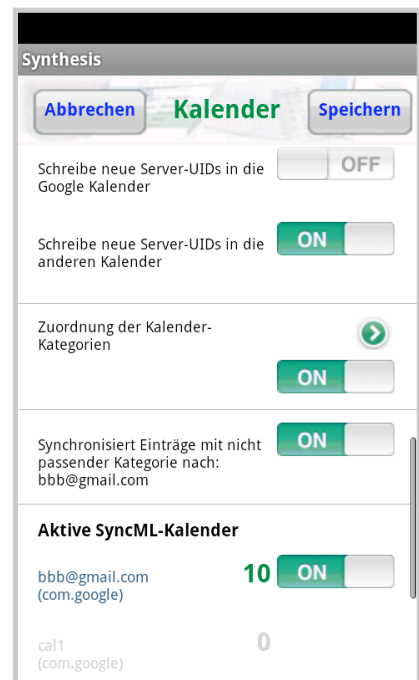 Synthesis
Abbrechen Kalender Speichern
Schreibe neue Server-UIDs in die OFF
Google Kalender
Schreibe neue Server-UIDs in die ON
anderen Kalender
Zuordnung der Kalender-
Kategorien
ON
Synchronisiert Einträge mit nicht ON
passender Kategorie nach:
bbb@gmail.com
Aktive SyncML-Kalender
bbb@gmail.com 10 ON
(com.google)
cal1 0
(com.google)